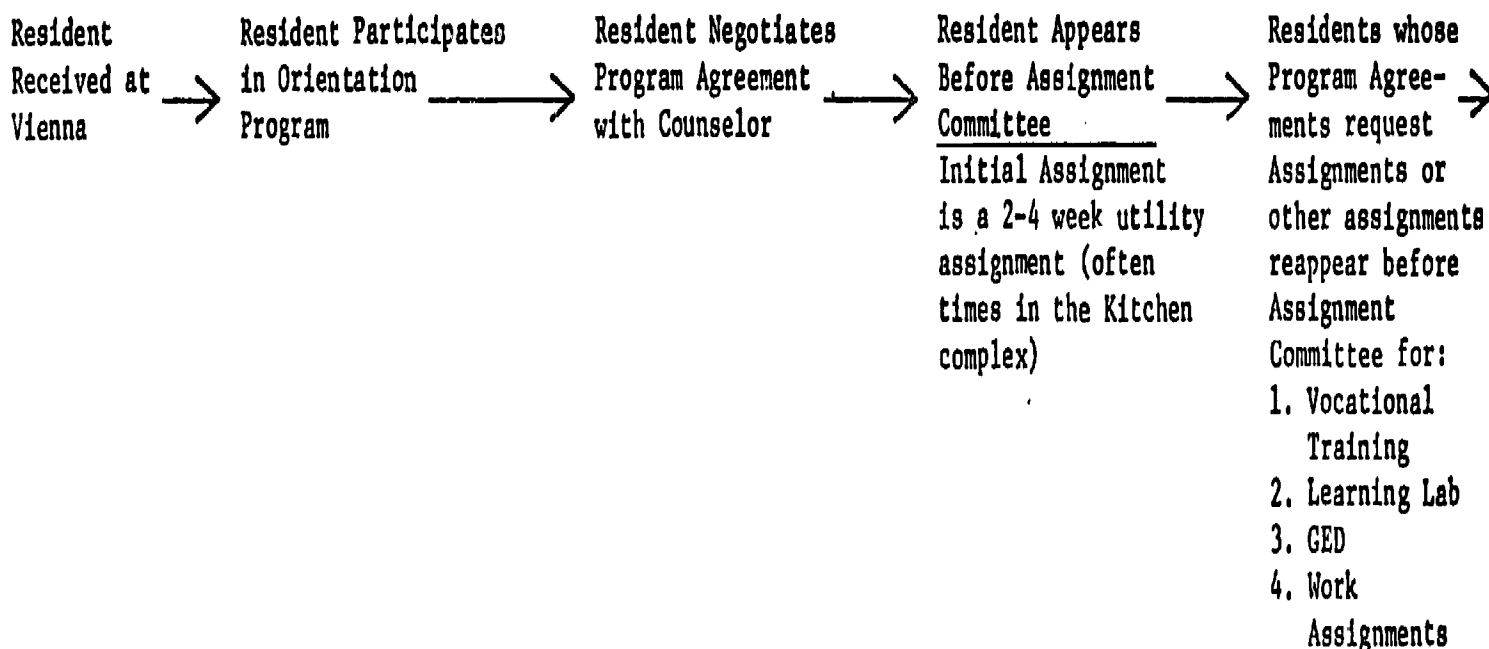 Resident
Received at
Vienna
Resident Participates
in Orientation
Program
Resident Negotiates
Program Agreement
with Counselor
Resident Appears
Before Assignment
Committee
Initial Assignment
is a 2-4 week utility
assignment (often
times in the Kitchen
complex)
Residents whose
Program Agree-
ments request
Assignments or
other assignments
reappear before
Assignment
Committee for:
1. Vocational
Training
2. Learning Lab
3. GED
4. Work
Assignments